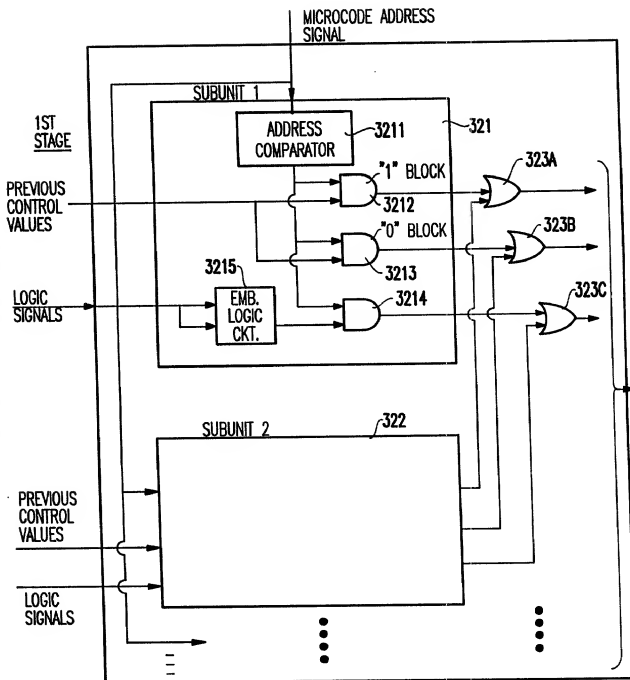 MICROCODE ADDRESS
SIGNAL
SUBUNIT 1
1ST
STAGE
ADDRESS
COMPARATOR
3211
321
323A
"1" BLOCK
PREVIOUS
CONTROL
VALUES
3212
323B
"0" BLOCK
3215
3213
323C
LOGIC
SIGNALS
EMB.
LOGIC
CKT.
3214
SUBUNIT 2
322
PREVIOUS
CONTROL
VALUES
LOGIC
SIGNALS